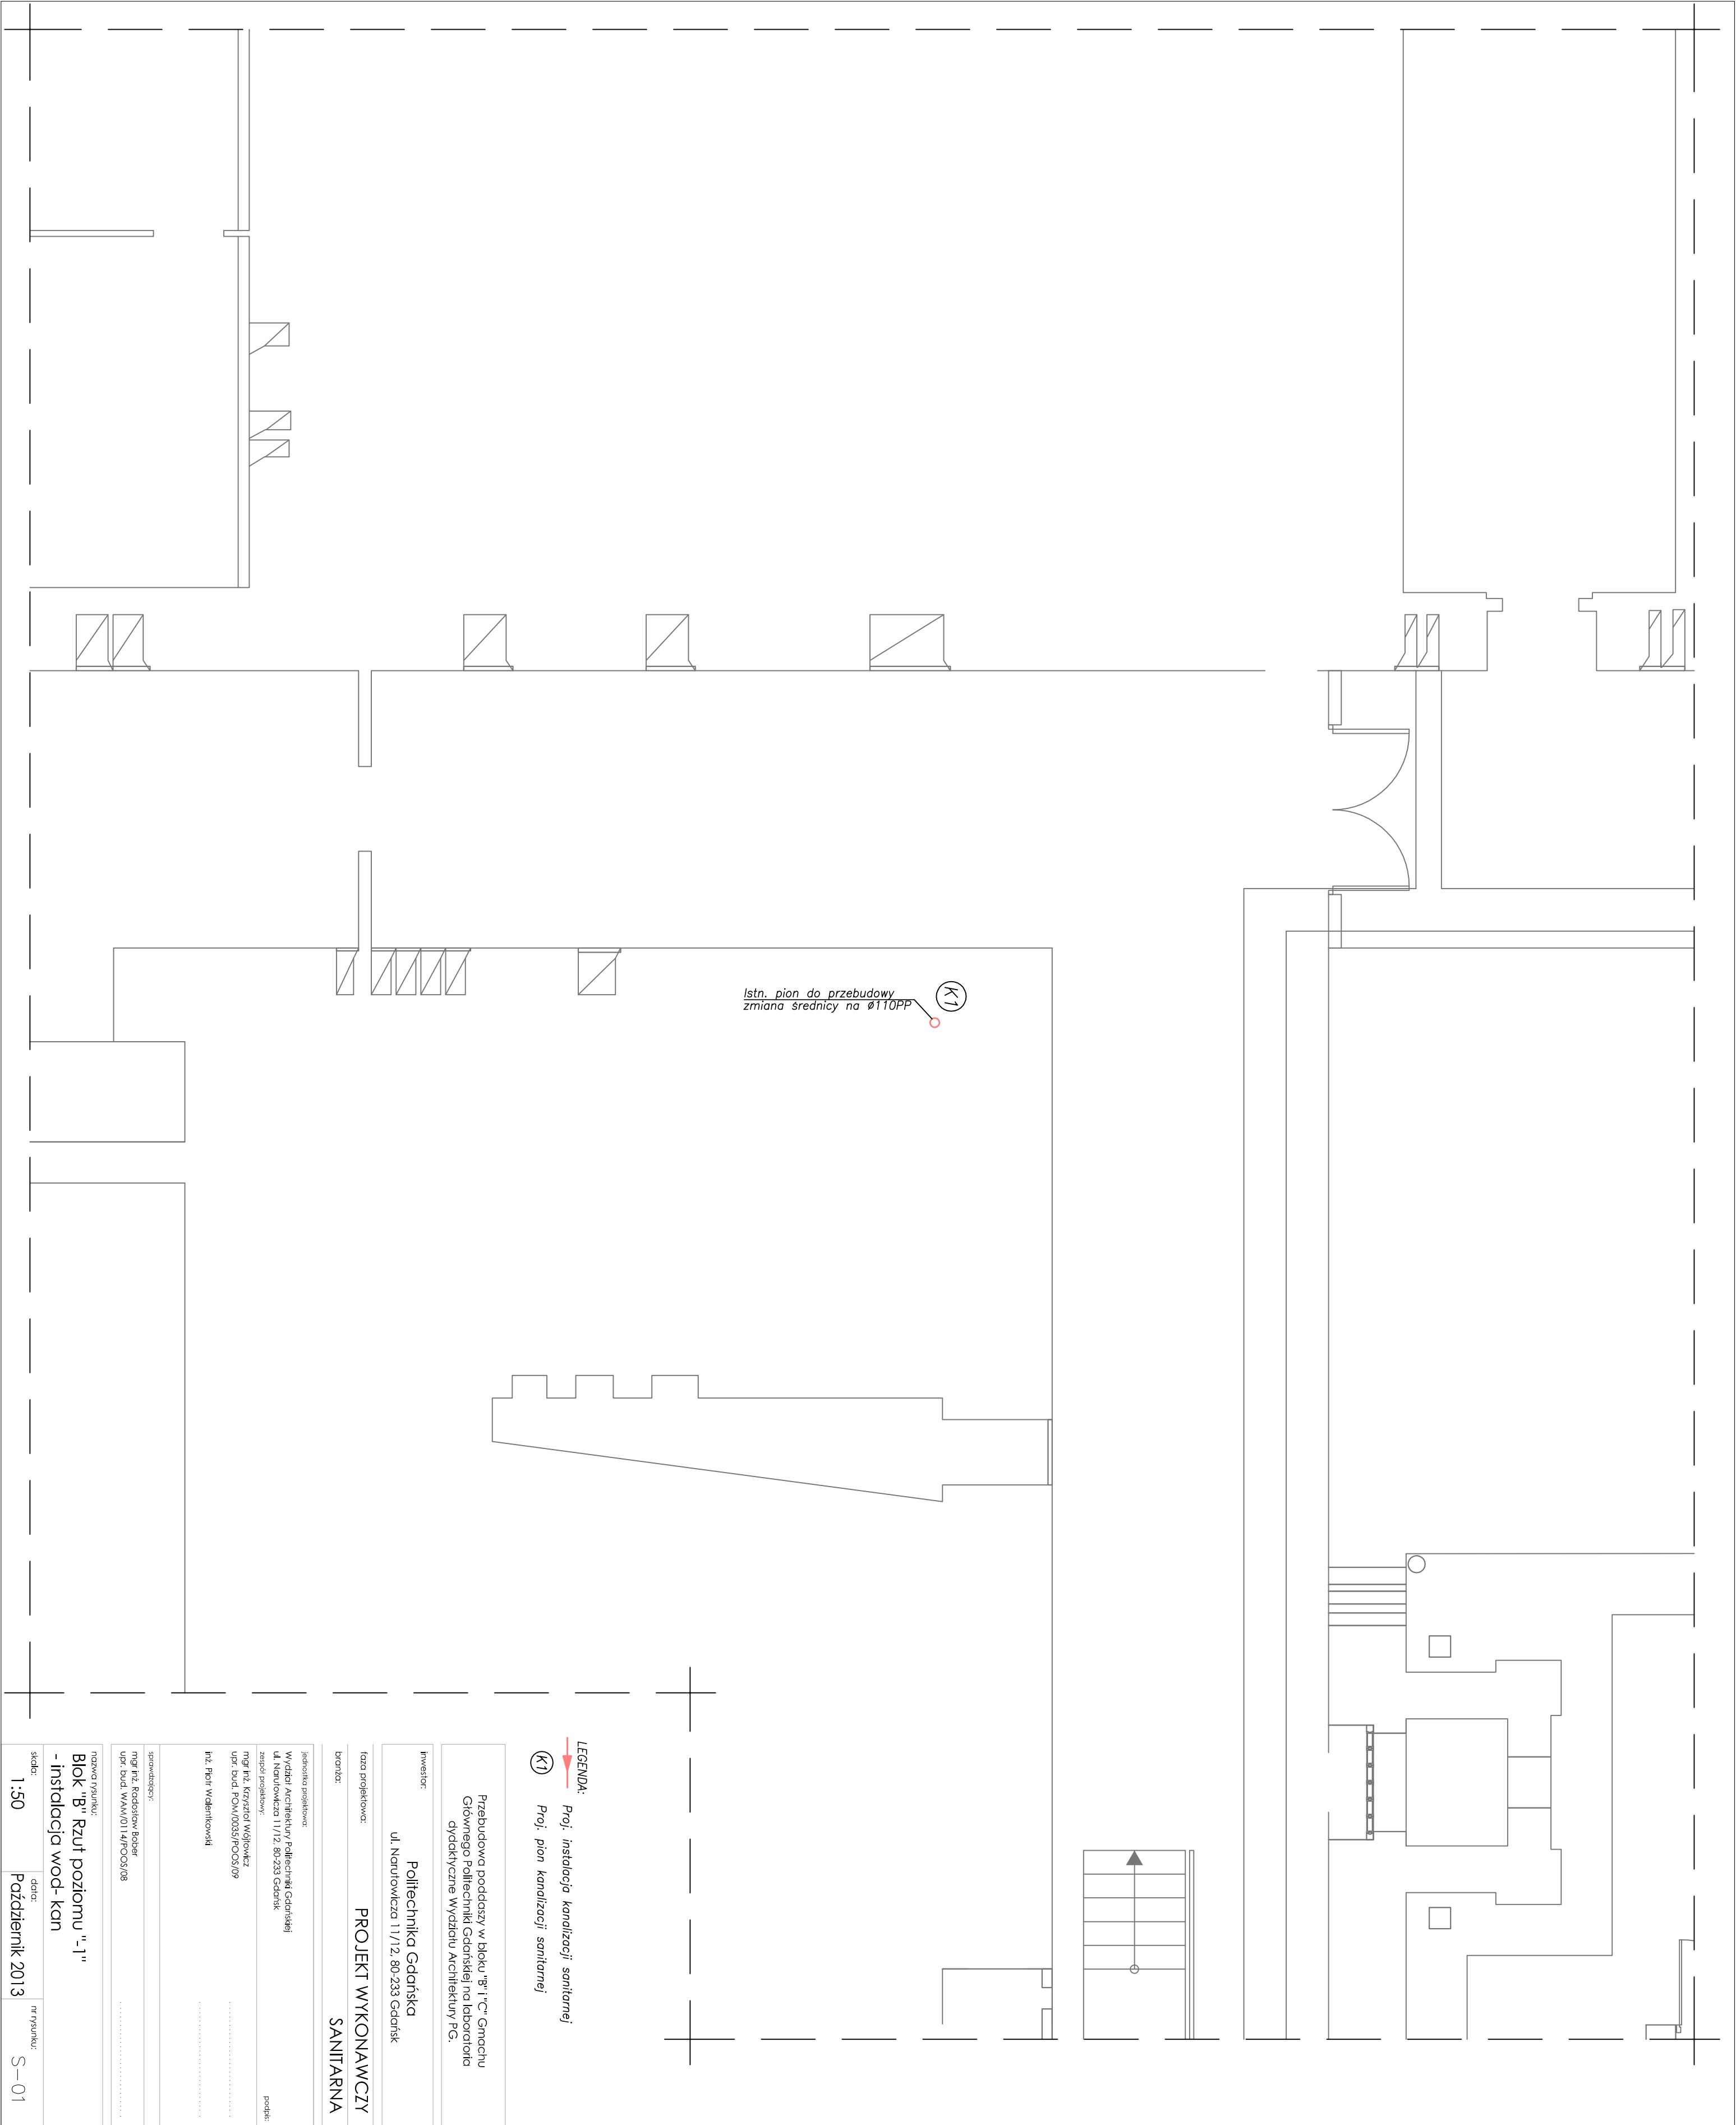 Istn. pion do przebudowy
zmiana średnicy na ø110PP
K1
LEGENDA:
Proj. instalacja kanalizacji sanitarnej
K1 Proj. pion kanalizacji sanitarnej
Przebudowa poddaszy w bloku "B" i "C" Gmachu
Głównego Politechniki Gdańskiej na laboratoria
dydaktyczne Wydziału Architektury PG.
inwestor:
Politechnika Gdańska
ul. Narutowicza 11/12, 80-233 Gdańsk
faza projektowa:
PROJEKT WYKONAWCZY
branża:
SANITARNA
jednostka projektowa:
Wydział Architektury Politechniki Gdańskiej
ul. Narutowicza 11/12, 80-233 Gdańsk
zespół projektowy:
podpis:
mgr inż. Krzysztof Wójtowicz
upr. bud. POM/0035/POOS/09
inż. Piotr Walentkowski
sprawdzający:
mgr inż. Radosław Bober
upr. bud. WAM/0114/POOS/08
nazwa rysunku:
Blok "B" Rzut poziomu "-1"
- instalacja wod- kan
skala:
1:50
data:
Październik 2013
nr rysunku:
S-01